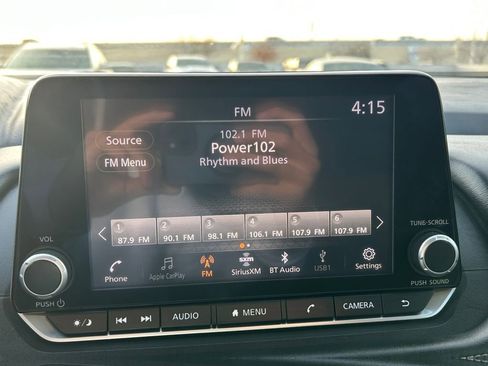 FM
4:15
Source
102.1 FM
Power102
FM Menu
Rhythm and Blues
1 2 3 4 5 6
87.9 FM 90.1 FM 98.1 FM 106.1 FM 107.9 FM 107.9 FM
VOL
TUNE·SCROLL
Phone
Apple CarPlay
FM
sxm
SiriusXM
BT Audio
USB1
Settings
PUSH
PUSH SOUND
AUDIO
MENU
CAMERA